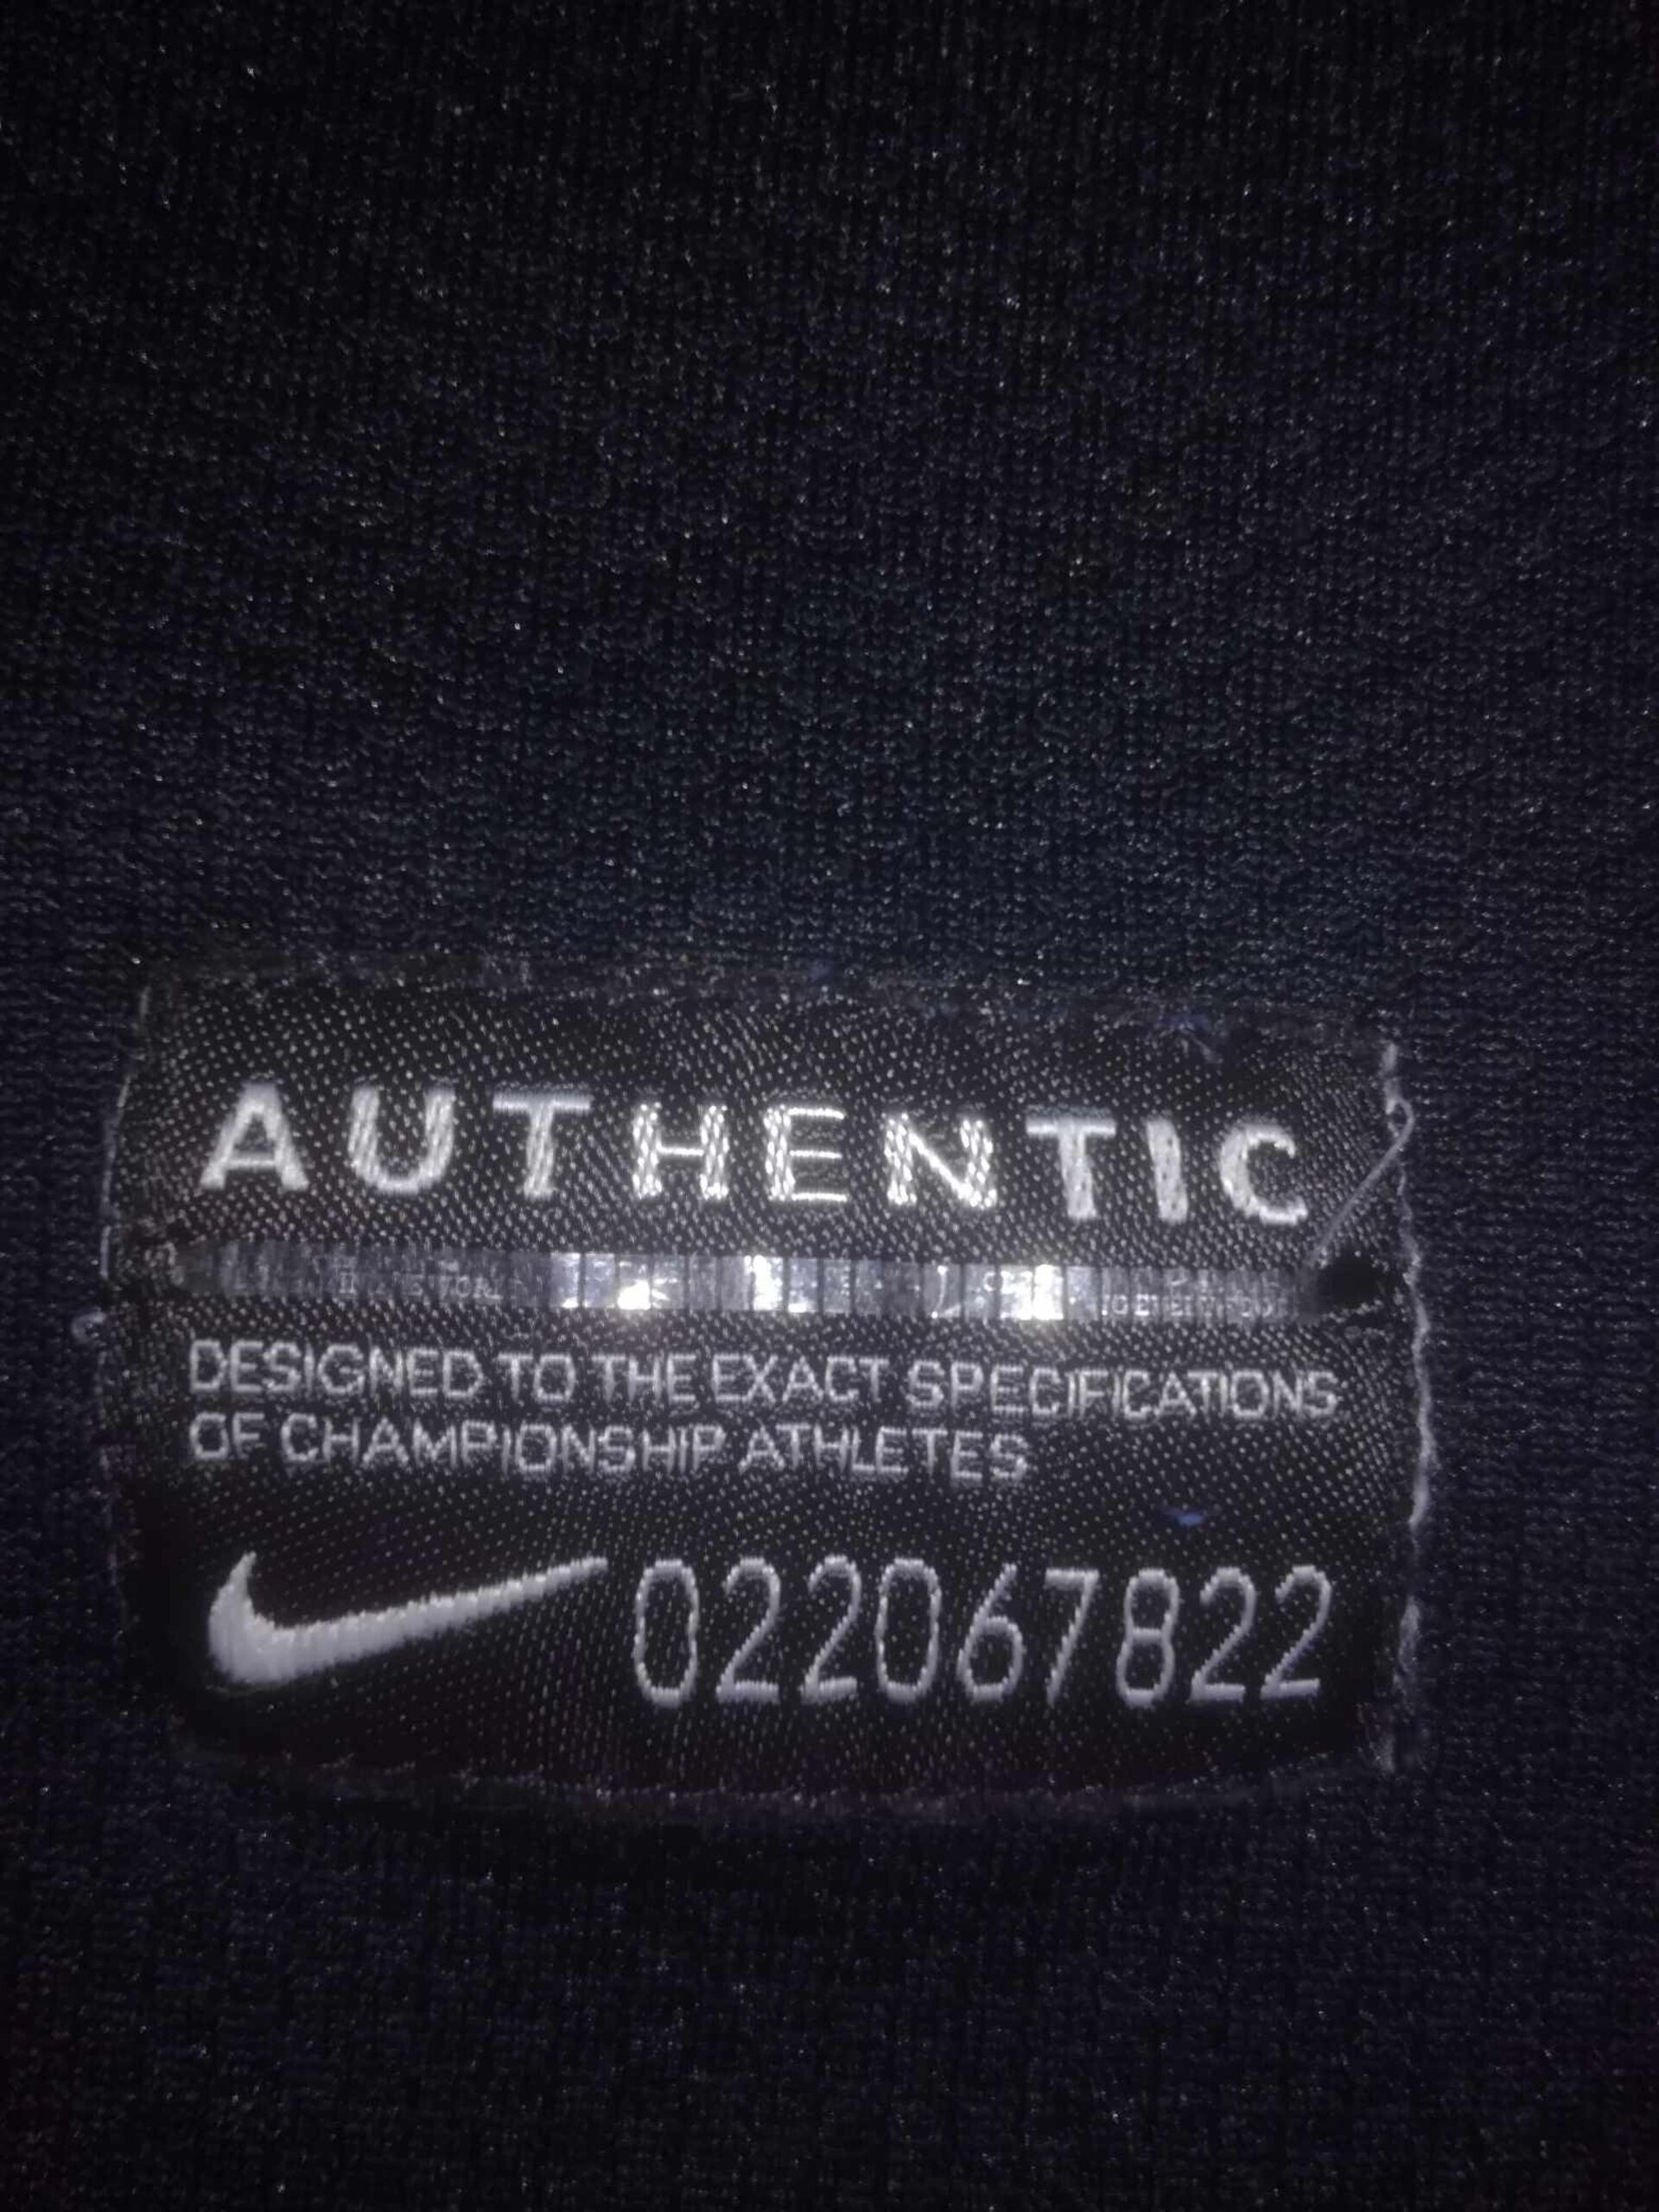 AUTHENTIC
DESIGNED TO THE EXACT SPECIFICATIONS
OF CHAMPIONSHIP ATHLETES
022067822